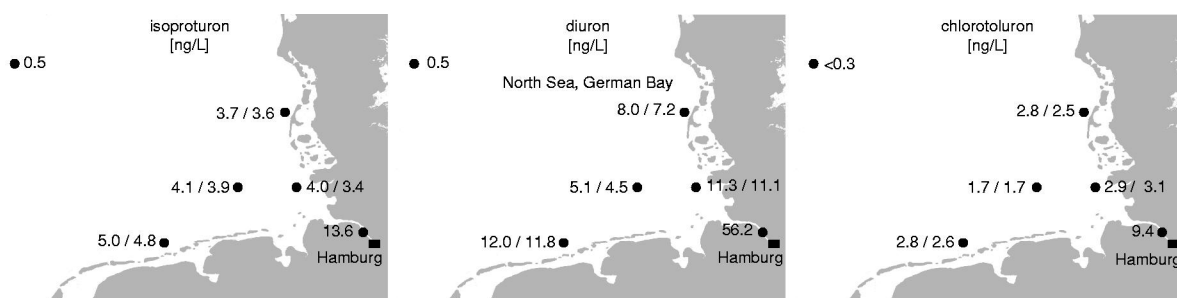 isoproturon
[ng/L]
0.5
3.7 / 3.6
4.1 / 3.9
4.0 / 3.4
13.6
5.0 / 4.8
Hamburg
diuron
[ng/L]
0.5
North Sea, German Bay
8.0 / 7.2
5.1 / 4.5
11.3 / 11.1
56.2
12.0 / 11.8
Hamburg
chlorotoluron
[ng/L]
<0.3
2.8 / 2.5
1.7 / 1.7
2.9 / 3.1
9.4
2.8 / 2.6
Hamburg